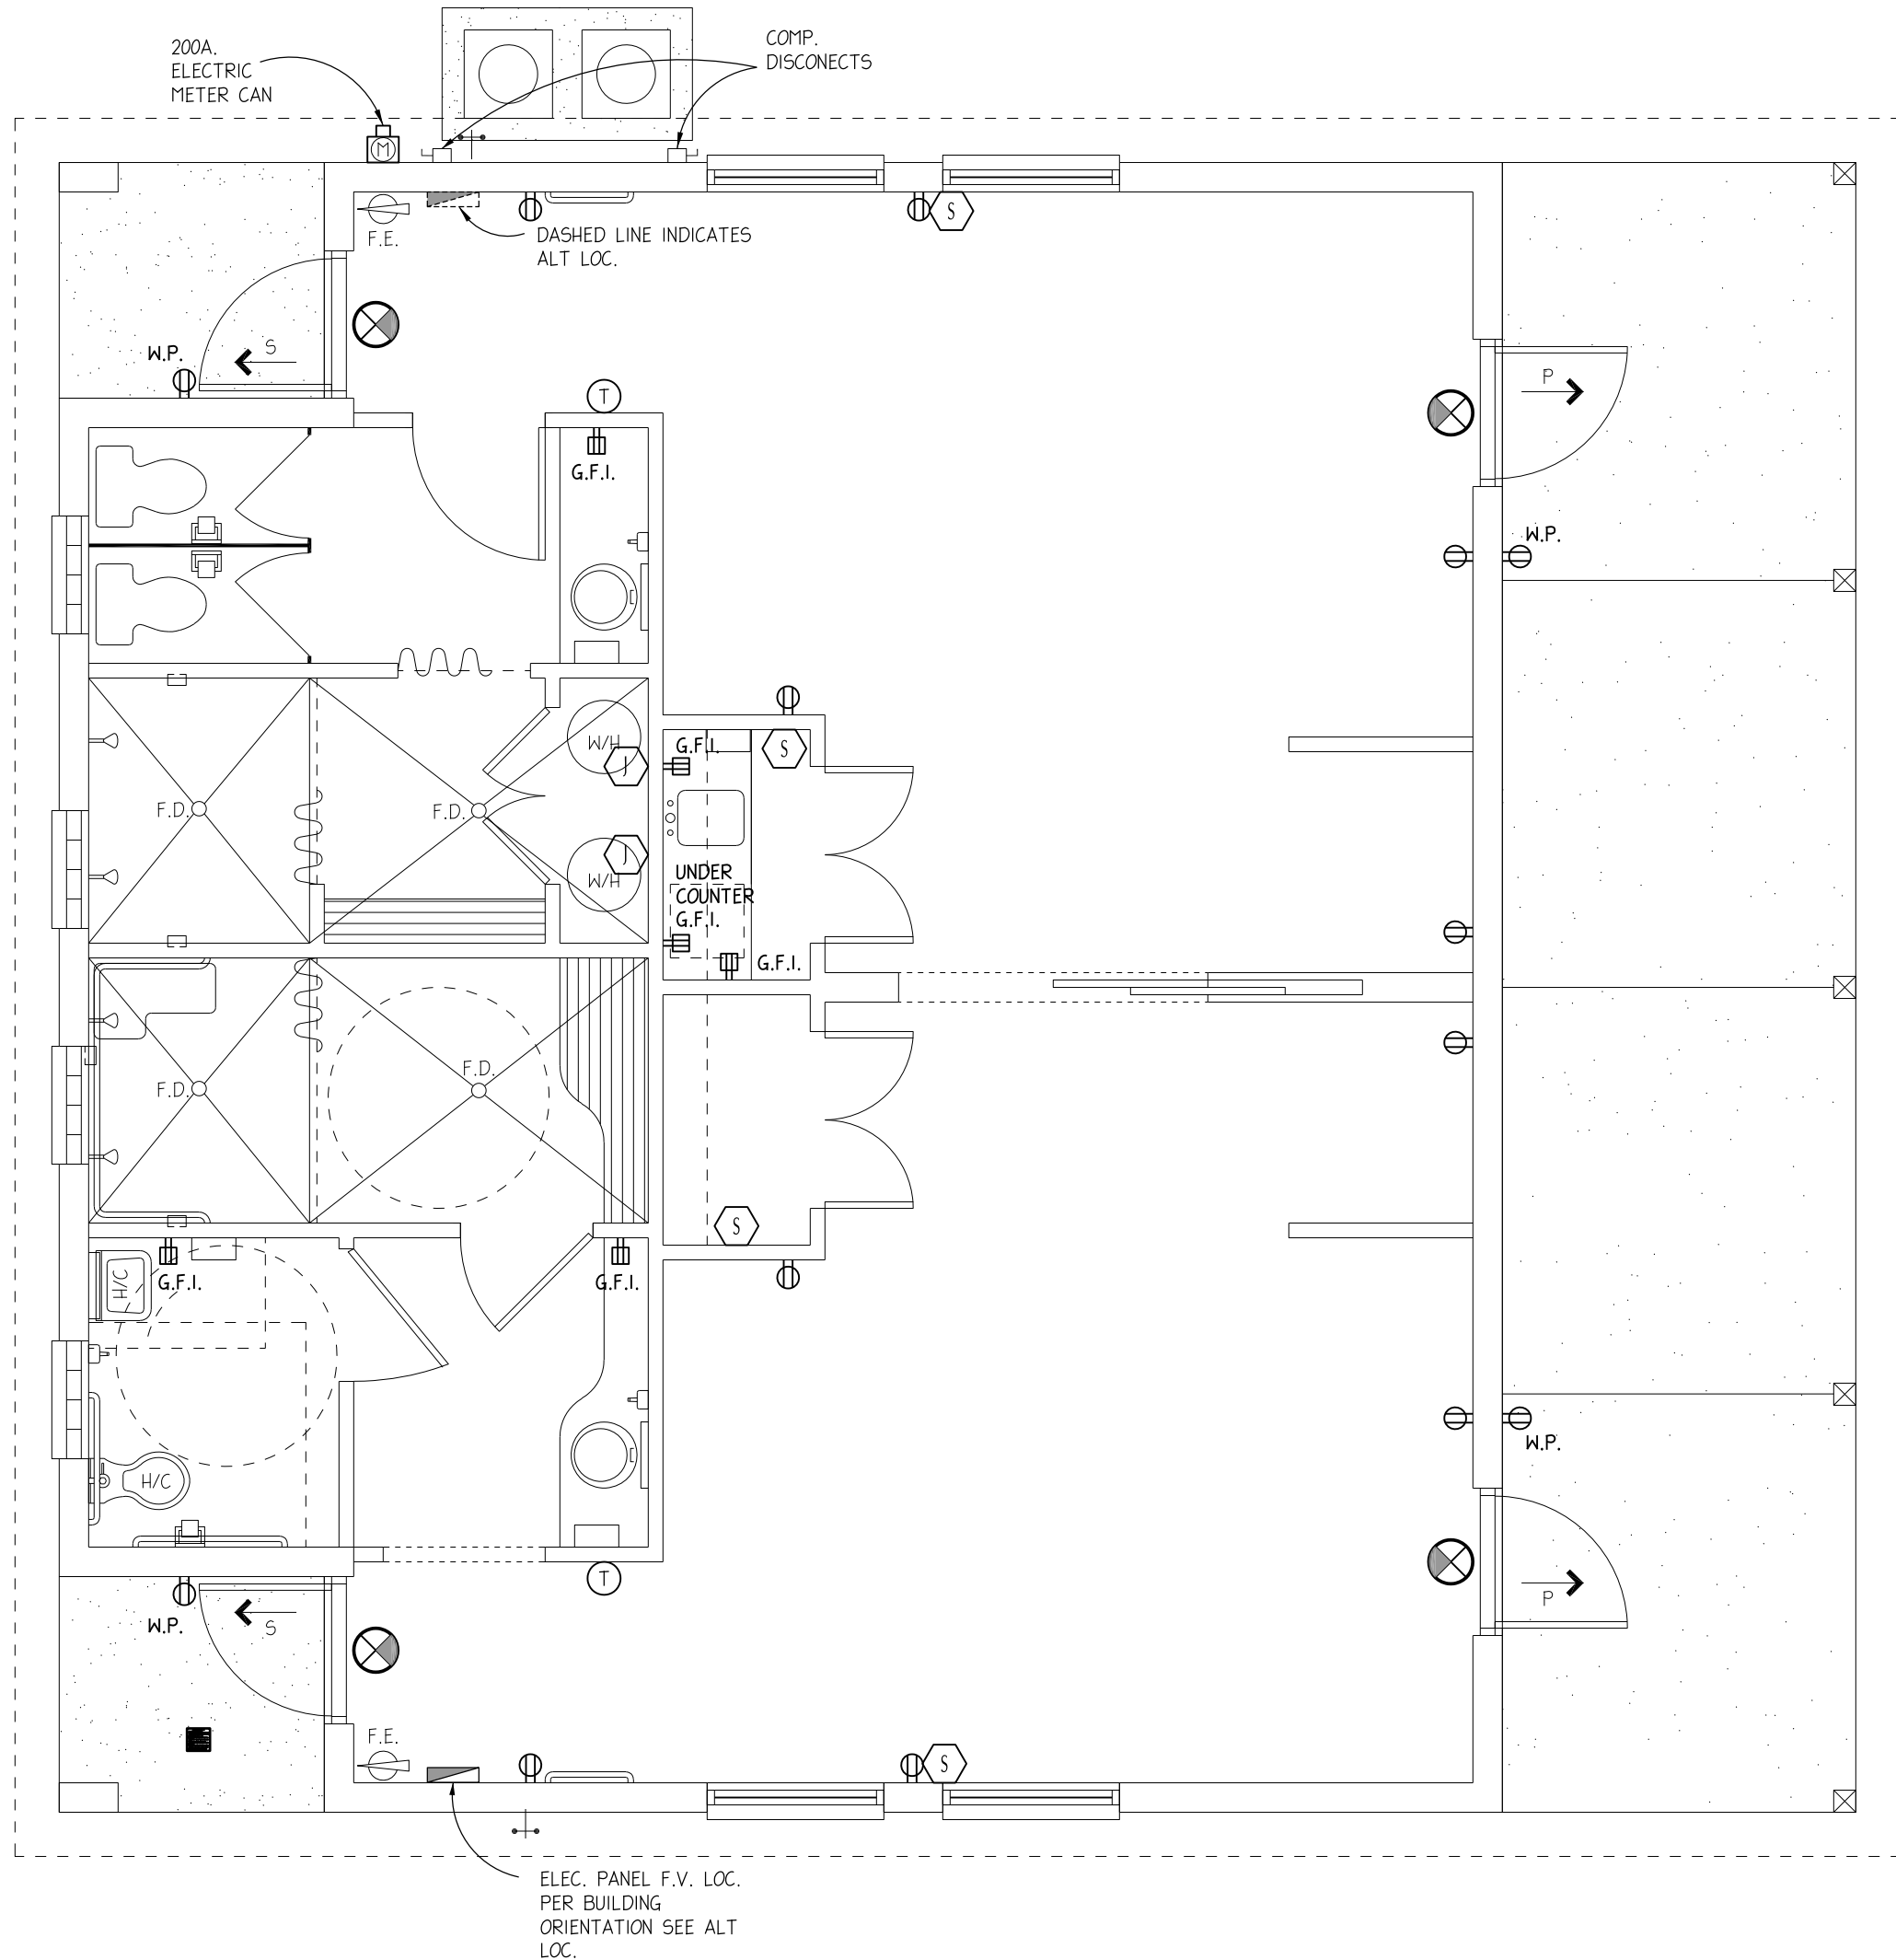 200A.
ELECTRIC
METER CAN
COMP.
DISCONECTS
M
F.E.
DASHED LINE INDICATES
ALT LOC.
S
S
W.P.
P
T
G.F.I.
W.P.
W/H
J
G.F.I.
S
F.D.
F.D.
W/H
J
UNDER
COUNTER
G.F.I.
G.F.I.
F.D.
F.D.
S
H/C
G.F.I.
G.F.I.
W.P.
H/C
T
P
W.P.
S
F.E.
S
ELEC. PANEL F.V. LOC.
PER BUILDING
ORIENTATION SEE ALT
LOC.